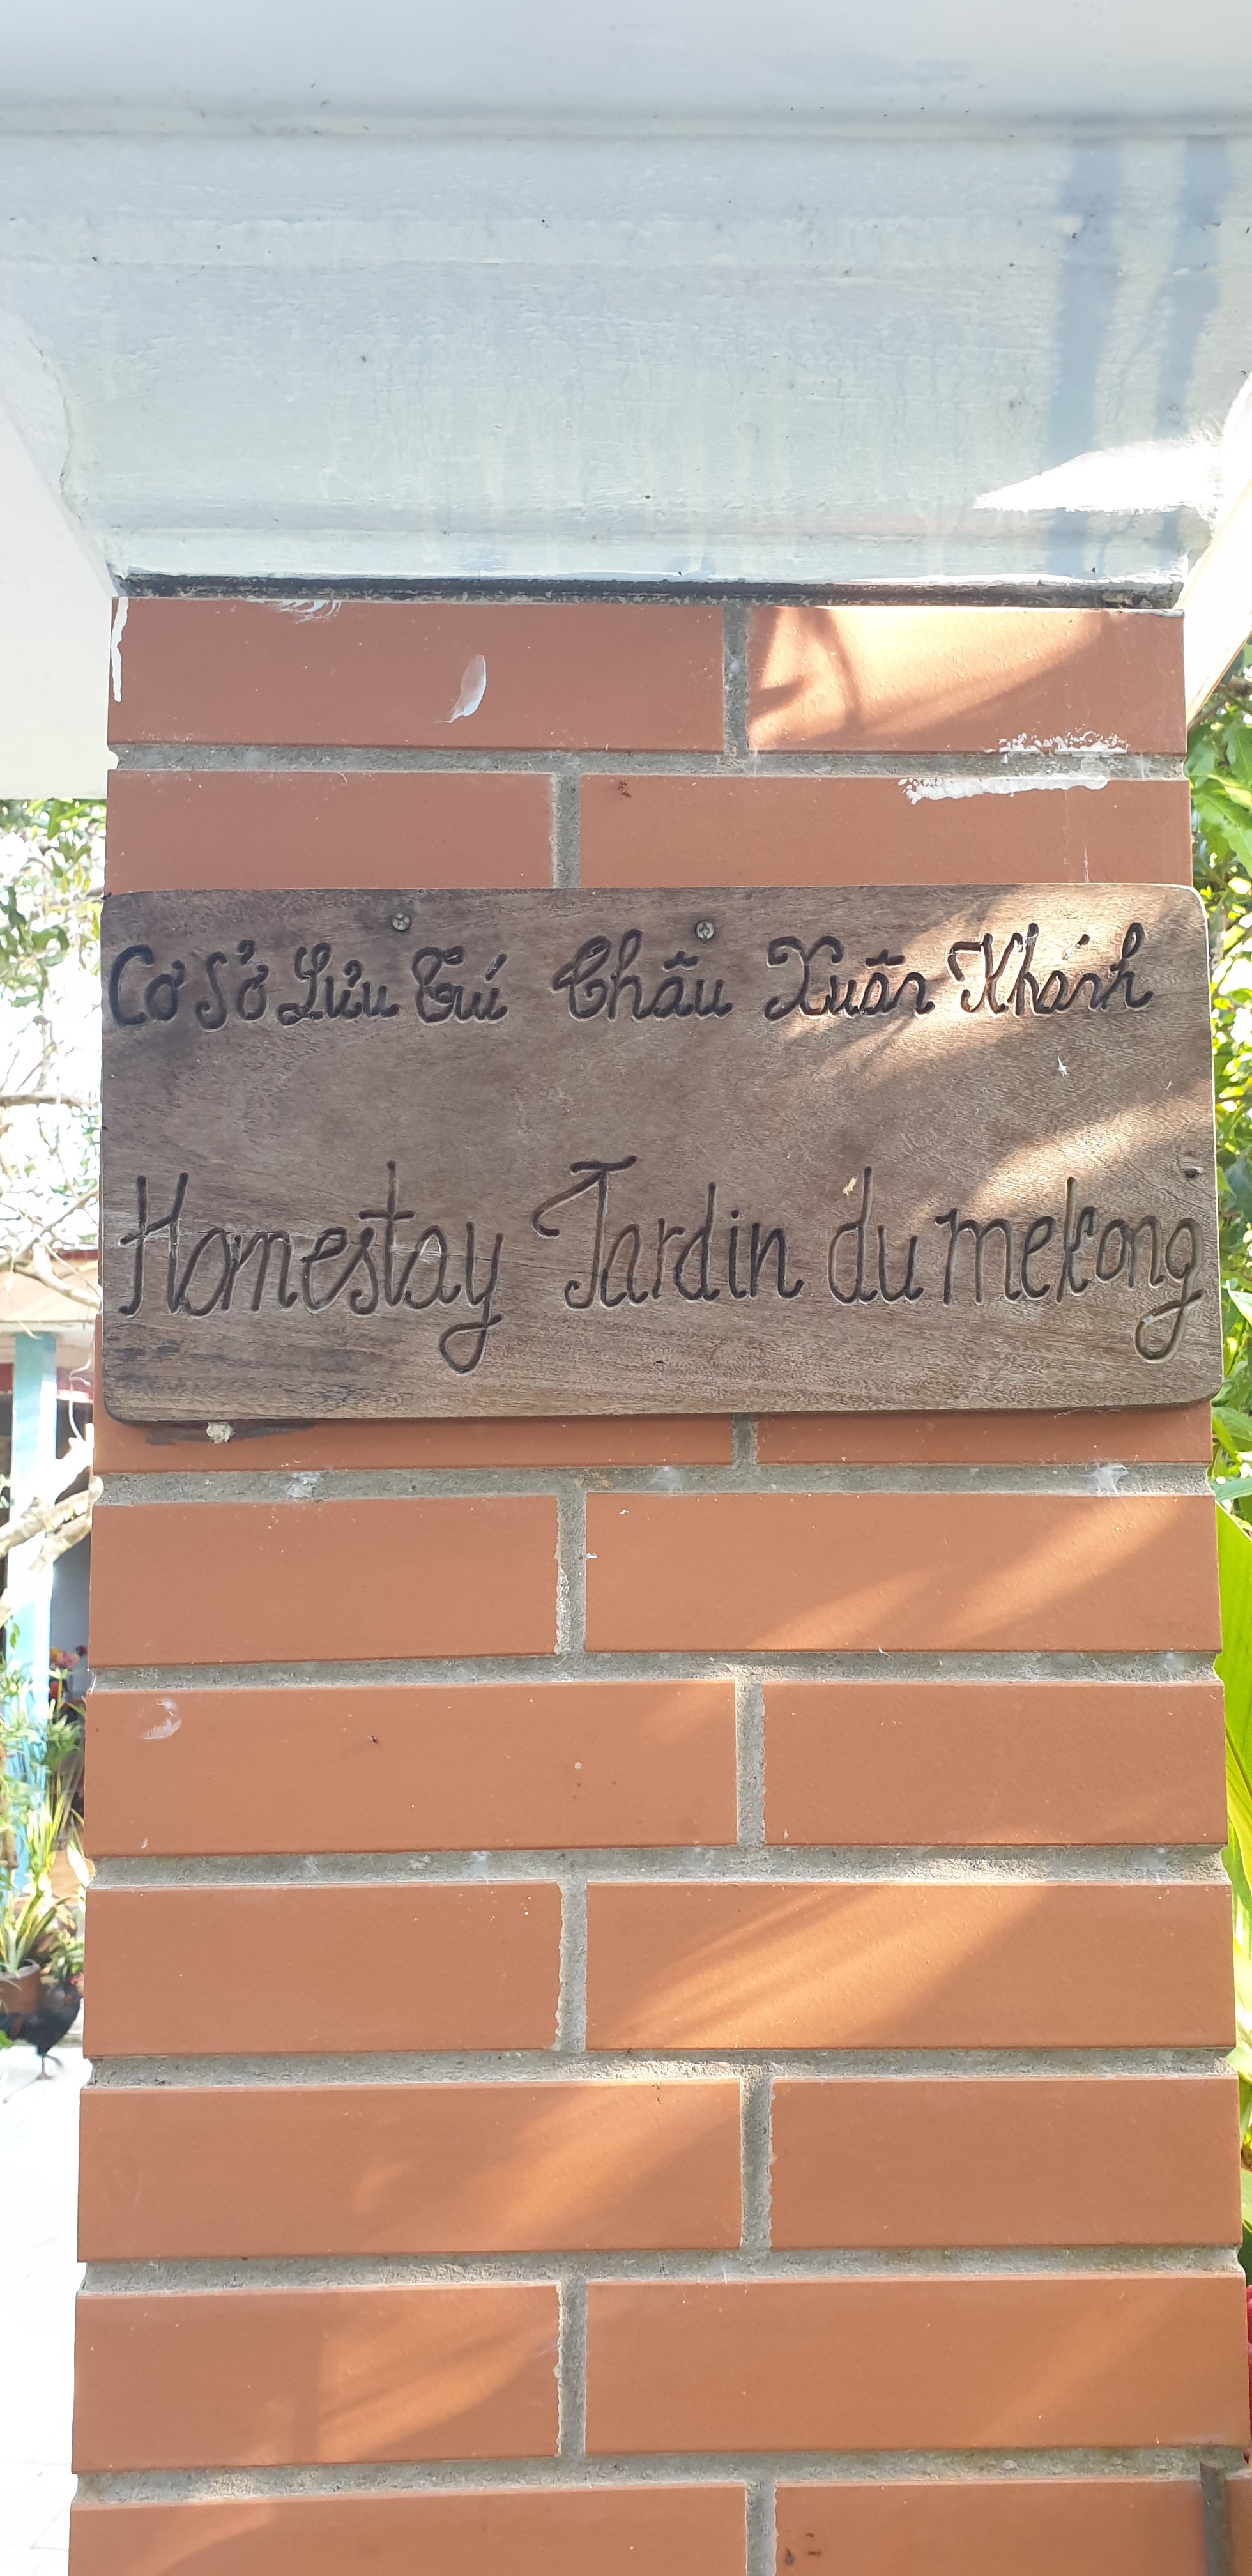 Cơ Sở Lưu Trú Châu Xuân Khánh
Homestay Jardin du mekong